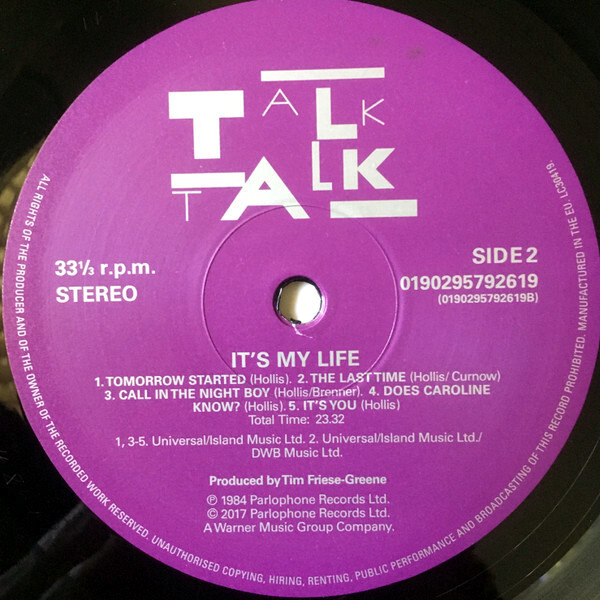 TALK
TALK
33⅓ r.p.m.
STEREO
SIDE 2
0190295792619
(0190295792619B)
IT'S MY LIFE
1. TOMORROW STARTED (Hollis). 2. THE LAST TIME (Hollis/ Curnow)
3. CALL IN THE NIGHT BOY (Hollis/Brenner). 4. DOES CAROLINE
KNOW? (Hollis). 5. IT'S YOU (Hollis)
Total Time: 23.32
1, 3-5. Universal/Island Music Ltd. 2. Universal/Island Music Ltd./
DWB Music Ltd.
Produced by Tim Friese-Greene
℗ 1984 Parlophone Records Ltd.
© 2017 Parlophone Records Ltd.
A Warner Music Group Company.
ALL RIGHTS OF THE PRODUCER AND OF THE OWNER OF THE RECORDED WORK RESERVED. UNAUTHORISED COPYING, HIRING, RENTING, PUBLIC PERFORMANCE AND BROADCASTING OF THIS RECORD PROHIBITED. MANUFACTURED IN THE EU. LC30419.